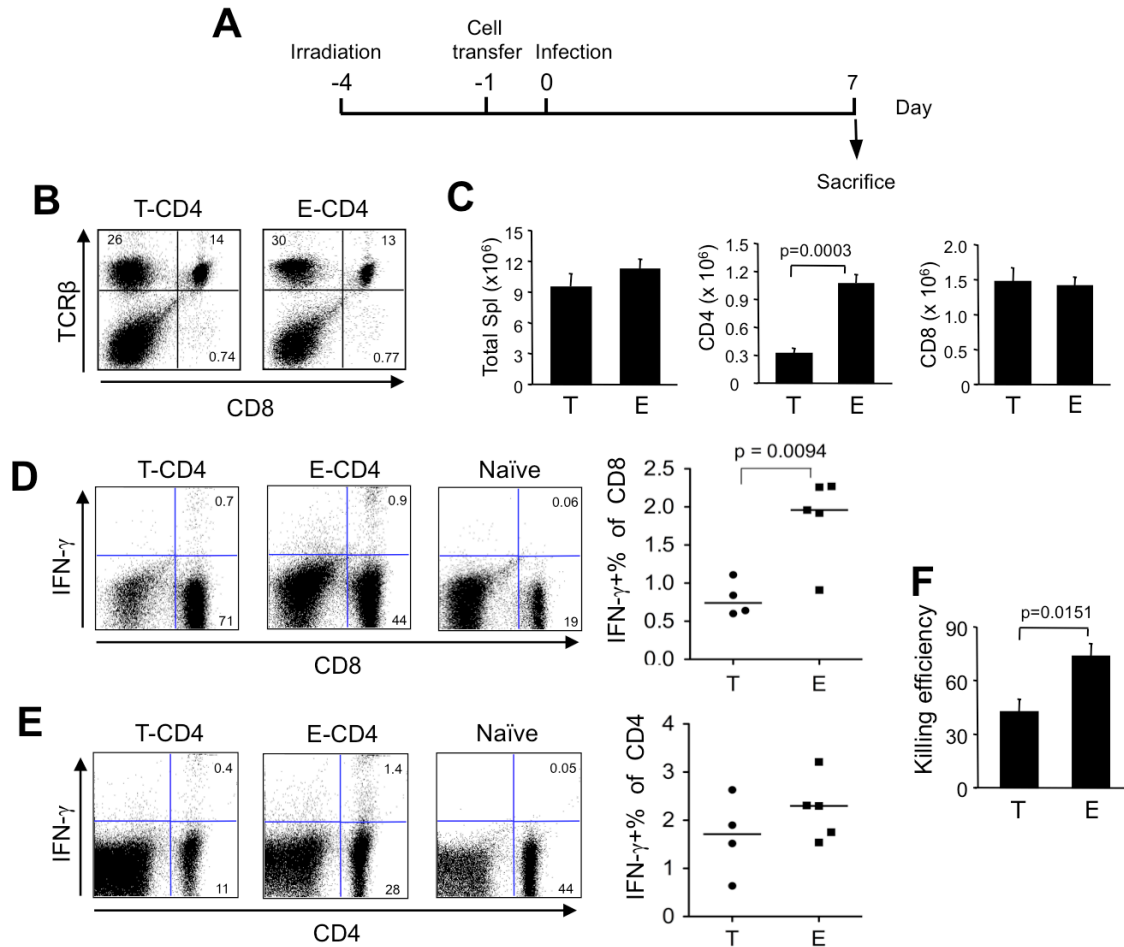 A
Irradiation
Cell
transfer
Infection
-4
-1
0
7
Day
Sacrifice
B
T-CD4
E-CD4
26
14
0.74
30
13
0.77
TCRβ
CD8
C
Total Spl (x10⁶)
15
12
9
6
3
0
T
E
CD4 (x 10⁶)
1.5
1.2
0.9
0.6
0.3
0
p=0.0003
T
E
CD8 (x 10⁶)
2.0
1.5
1.0
1.5
0
T
E
D
T-CD4
E-CD4
Naïve
0.7
71
0.9
44
0.06
19
IFN-γ
CD8
p = 0.0094
IFN-γ+% of CD8
2.5
2.0
1.5
1.0
0.5
0.0
T
E
E
T-CD4
E-CD4
Naïve
0.4
11
1.4
28
0.05
44
IFN-γ
CD4
IFN-γ+% of CD4
4
3
2
1
0
T
E
F
p=0.0151
Killing efficiency
90
60
30
0
T
E